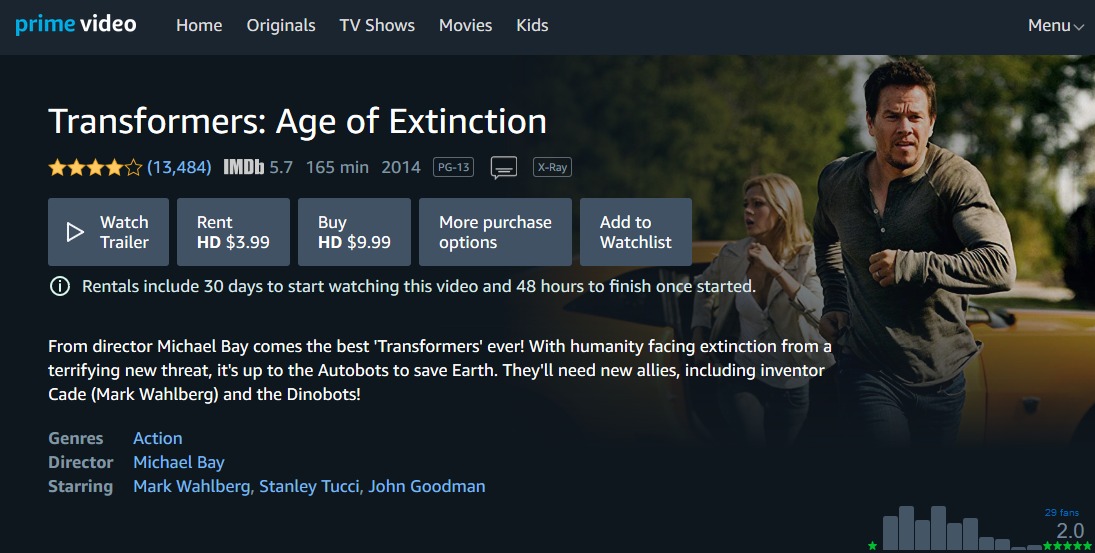 prime video Home Originals TV Shows Movies Kids Menu
Transformers: Age of Extinction
(13,484) IMDb 5.7 165 min 2014 PG-13 X-Ray
Watch Trailer
Rent HD $3.99
Buy HD $9.99
More purchase options
Add to Watchlist
Rentals include 30 days to start watching this video and 48 hours to finish once started.
From director Michael Bay comes the best 'Transformers' ever! With humanity facing extinction from a
terrifying new threat, it's up to the Autobots to save Earth. They'll need new allies, including inventor
Cade (Mark Wahlberg) and the Dinobots!
Genres Action
Director Michael Bay
Starring Mark Wahlberg, Stanley Tucci, John Goodman
29 fans
2.0